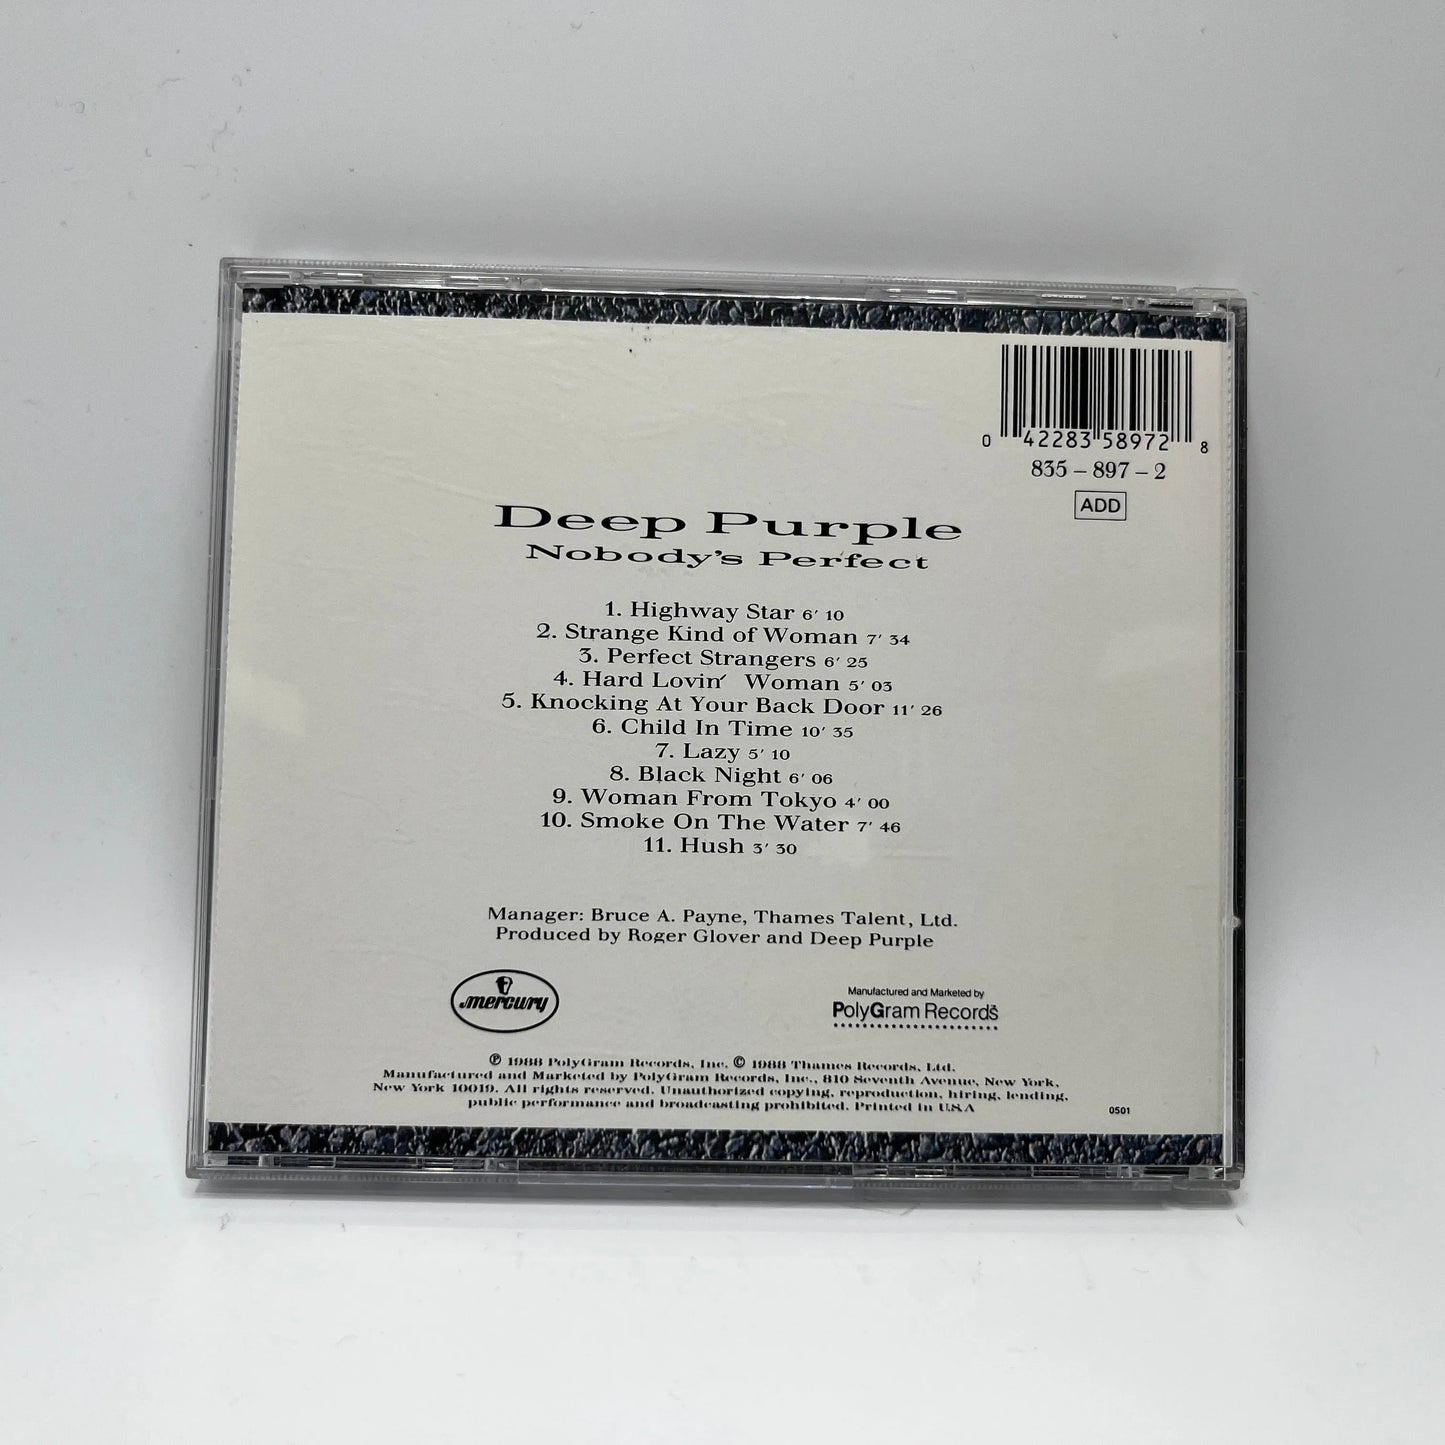 0 42283 58972 8
835 – 897 – 2
ADD
Deep Purple
Nobody's Perfect
1. Highway Star 6' 10
2. Strange Kind of Woman 7' 34
3. Perfect Strangers 6' 25
4. Hard Lovin' Woman 5' 03
5. Knocking At Your Back Door 11' 26
6. Child In Time 10' 35
7. Lazy 5' 10
8. Black Night 6' 06
9. Woman From Tokyo 4' 00
10. Smoke On The Water 7' 46
11. Hush 3' 30
Manager: Bruce A. Payne, Thames Talent, Ltd.
Produced by Roger Glover and Deep Purple
mercury
Manufactured and Marketed by
PolyGram Records
℗ 1988 PolyGram Records, Inc. © 1988 Thames Records, Ltd.
Manufactured and Marketed by PolyGram Records, Inc., 810 Seventh Avenue, New York,
New York 10019. All rights reserved. Unauthorized copying, reproduction, hiring, lending,
public performance and broadcasting prohibited. Printed in U.S.A
0501